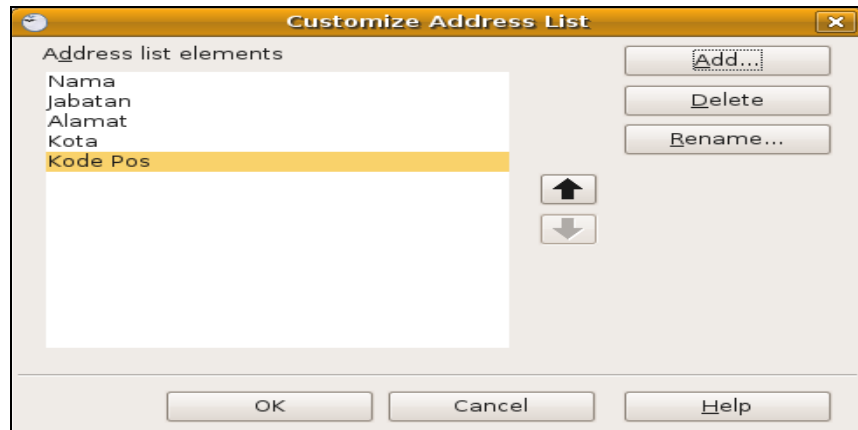 Customize Address List
Address list elements
Nama
Jabatan
Alamat
Kota
Kode Pos
Add...
Delete
Rename...
OK
Cancel
Help